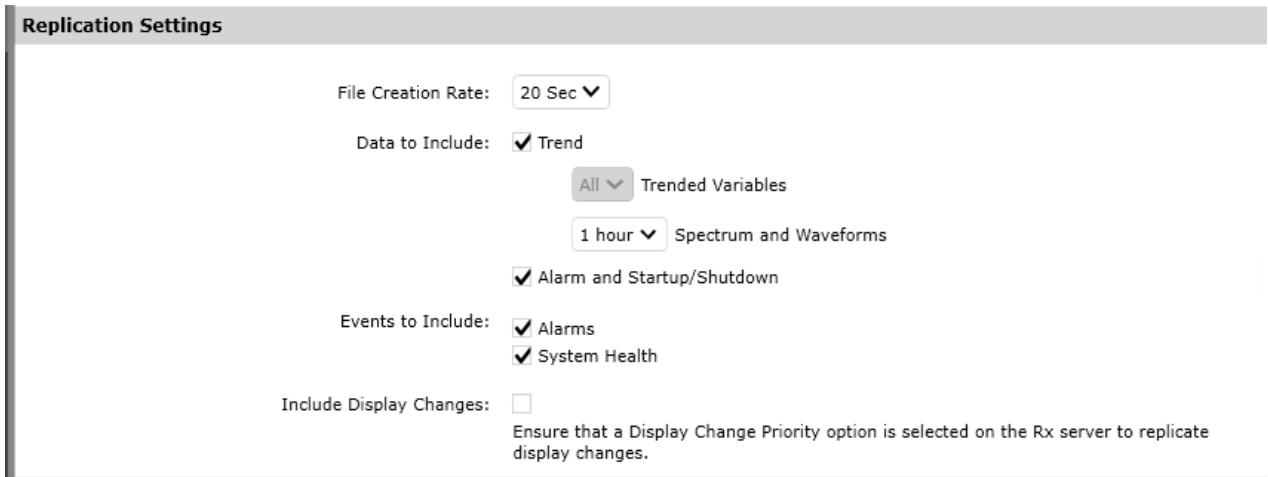 Replication Settings
File Creation Rate: 20 Sec
Data to Include: Trend
All Trended Variables
1 hour Spectrum and Waveforms
Alarm and Startup/Shutdown
Events to Include: Alarms
System Health
Include Display Changes:
Ensure that a Display Change Priority option is selected on the Rx server to replicate
display changes.